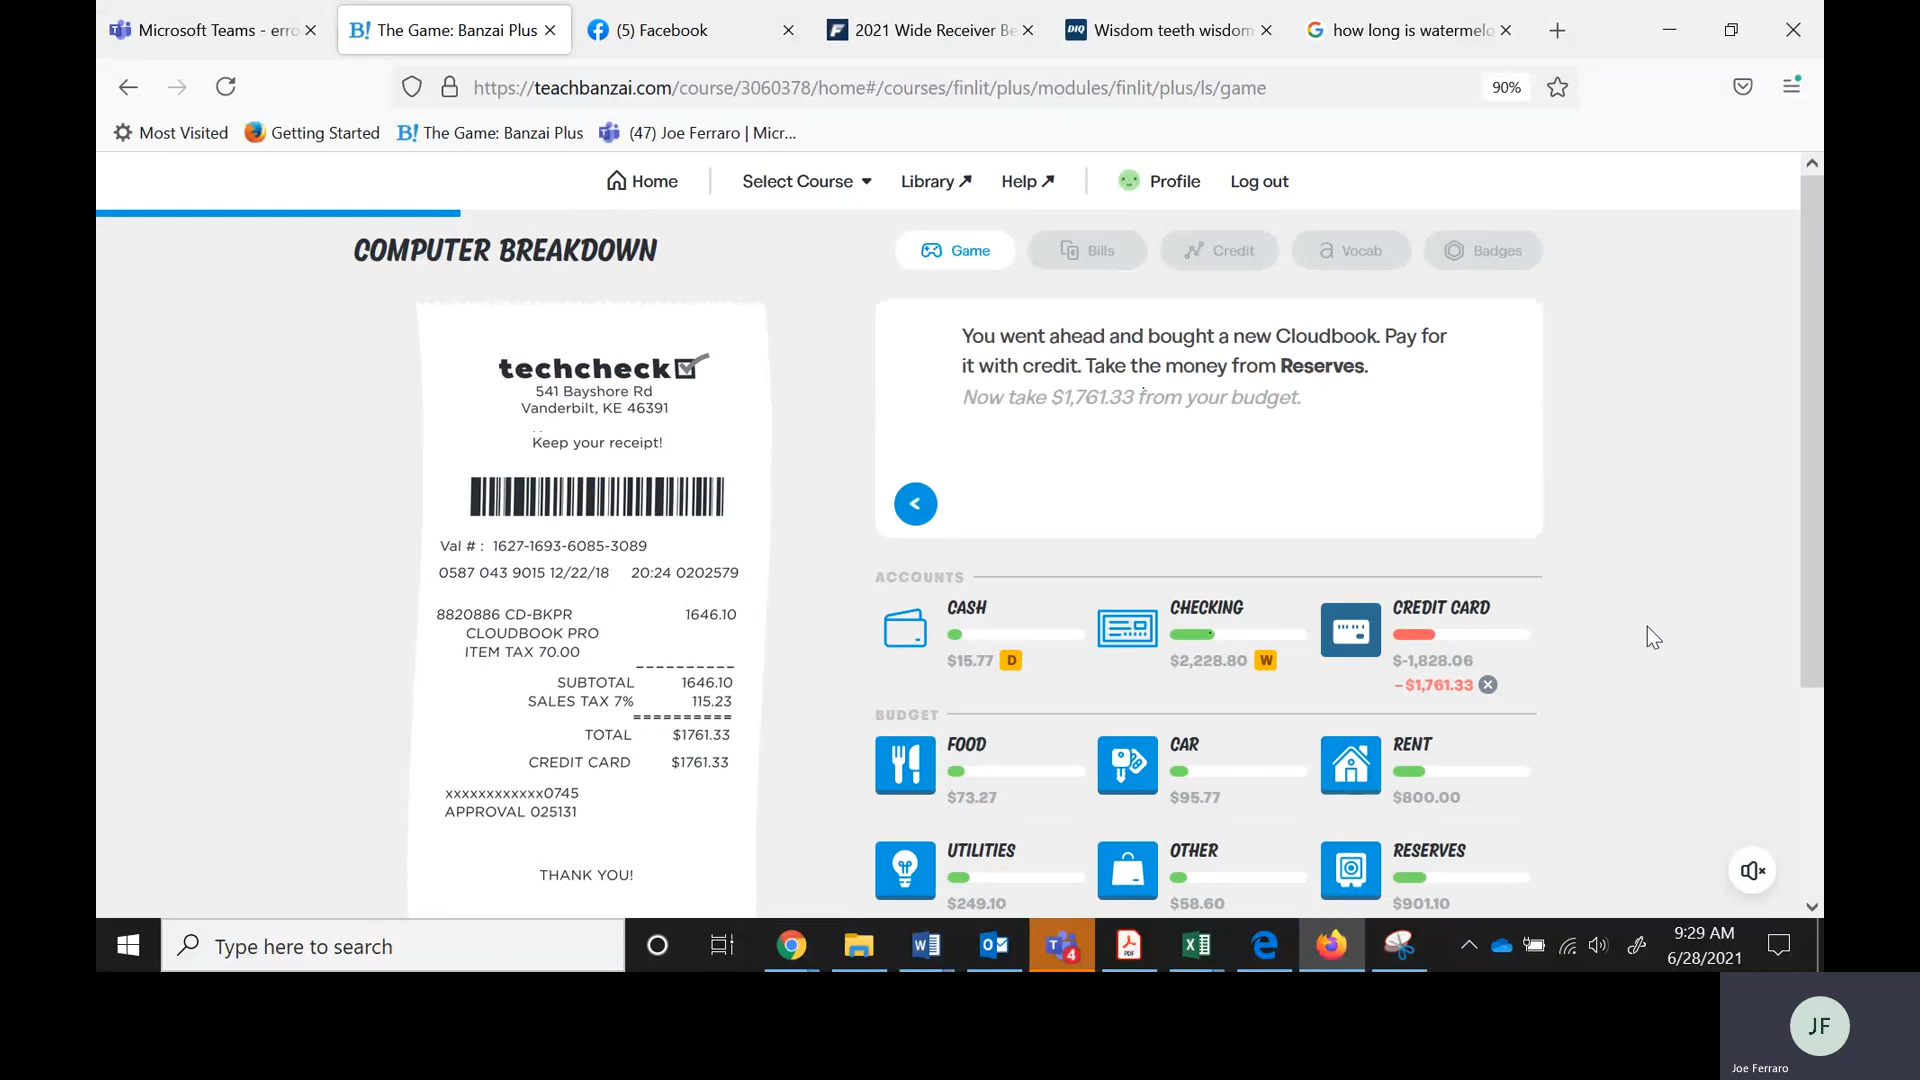 Microsoft Teams - erro
The Game: Banzai Plus
(5) Facebook
2021 Wide Receiver Be
DIQ
Wisdom teeth wisdom
how long is watermelo
https://teachbanzai.com/course/3060378/home#/courses/finlit/plus/modules/finlit/plus/ls/game
90%
Most Visited
Getting Started
B! The Game: Banzai Plus
(47) Joe Ferraro | Micr...
Home
Select Course
Library
Help
Profile
Log out
COMPUTER BREAKDOWN
Game
Bills
Credit
Vocab
Badges
techcheck
541 Bayshore Rd
Vanderbilt, KE 46391
Keep your receipt!
Val # : 1627-1693-6085-3089
0587 043 9015 12/22/18 20:24 0202579
8820886 CD-BKPR 1646.10
CLOUDBOOK PRO
ITEM TAX 70.00
SUBTOTAL 1646.10
SALES TAX 7% 115.23
TOTAL $1761.33
CREDIT CARD $1761.33
xxxxxxxxxxxx0745
APPROVAL 025131
THANK YOU!
You went ahead and bought a new Cloudbook. Pay for
it with credit. Take the money from Reserves.
Now take $1,761.33 from your budget.
<
ACCOUNTS
CASH
$15.77 D
CHECKING
$2,228.80 W
CREDIT CARD
$-1,828.06
- $1,761.33
BUDGET
FOOD
$73.27
CAR
$95.77
RENT
$800.00
UTILITIES
$249.10
OTHER
$58.60
RESERVES
$901.10
Type here to search
4
9:29 AM
6/28/2021
JF
Joe Ferraro